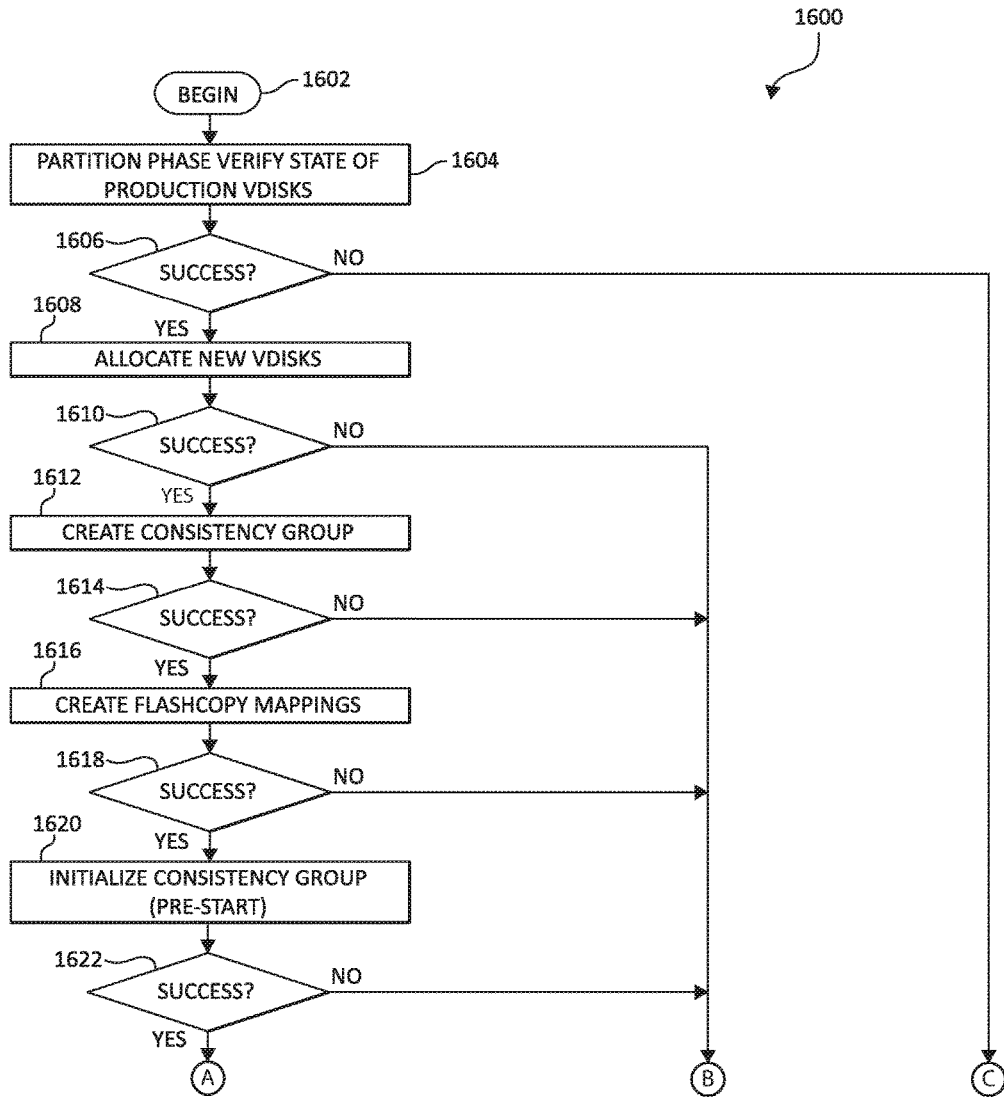 1600
BEGIN
1602
PARTITION PHASE VERIFY STATE OF
PRODUCTION VDISKS
1604
1606
SUCCESS?
NO
YES
1608
ALLOCATE NEW VDISKS
1610
SUCCESS?
NO
YES
1612
CREATE CONSISTENCY GROUP
1614
SUCCESS?
NO
YES
1616
CREATE FLASHCOPY MAPPINGS
1618
SUCCESS?
NO
YES
1620
INITIALIZE CONSISTENCY GROUP
(PRE-START)
1622
SUCCESS?
NO
YES
A
B
C